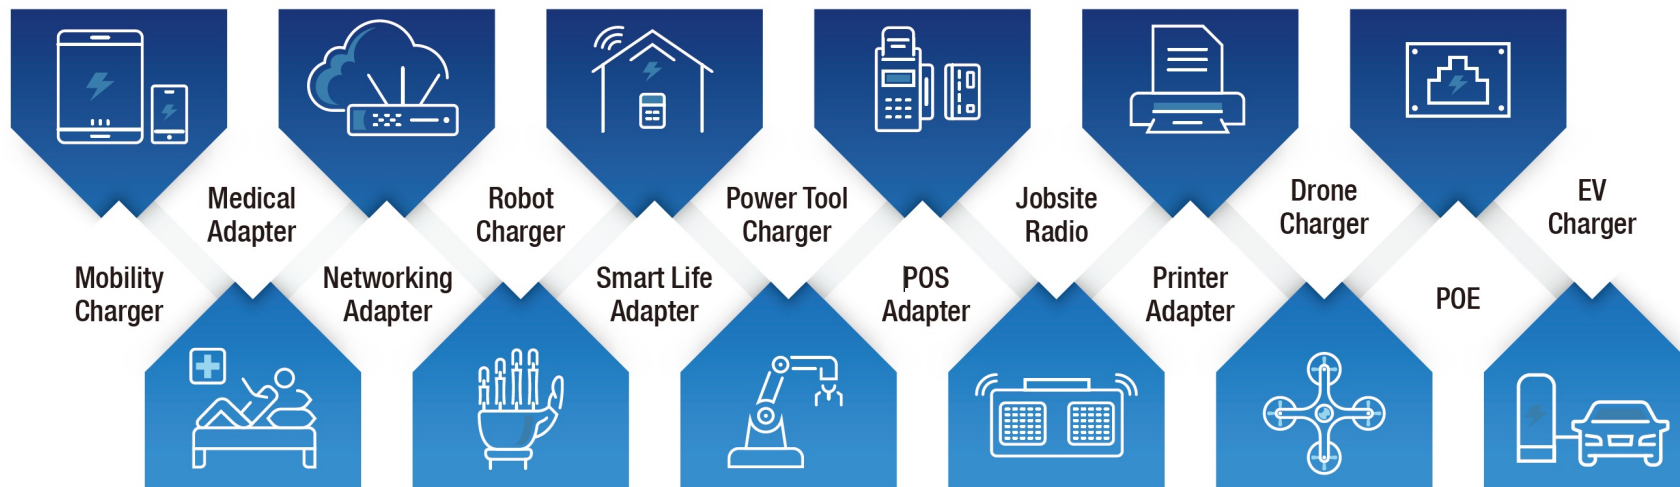 Mobility
Charger
Medical
Adapter
Networking
Adapter
Robot
Charger
Smart Life
Adapter
Power Tool
Charger
POS
Adapter
Jobsite
Radio
Printer
Adapter
Drone
Charger
POE
EV
Charger